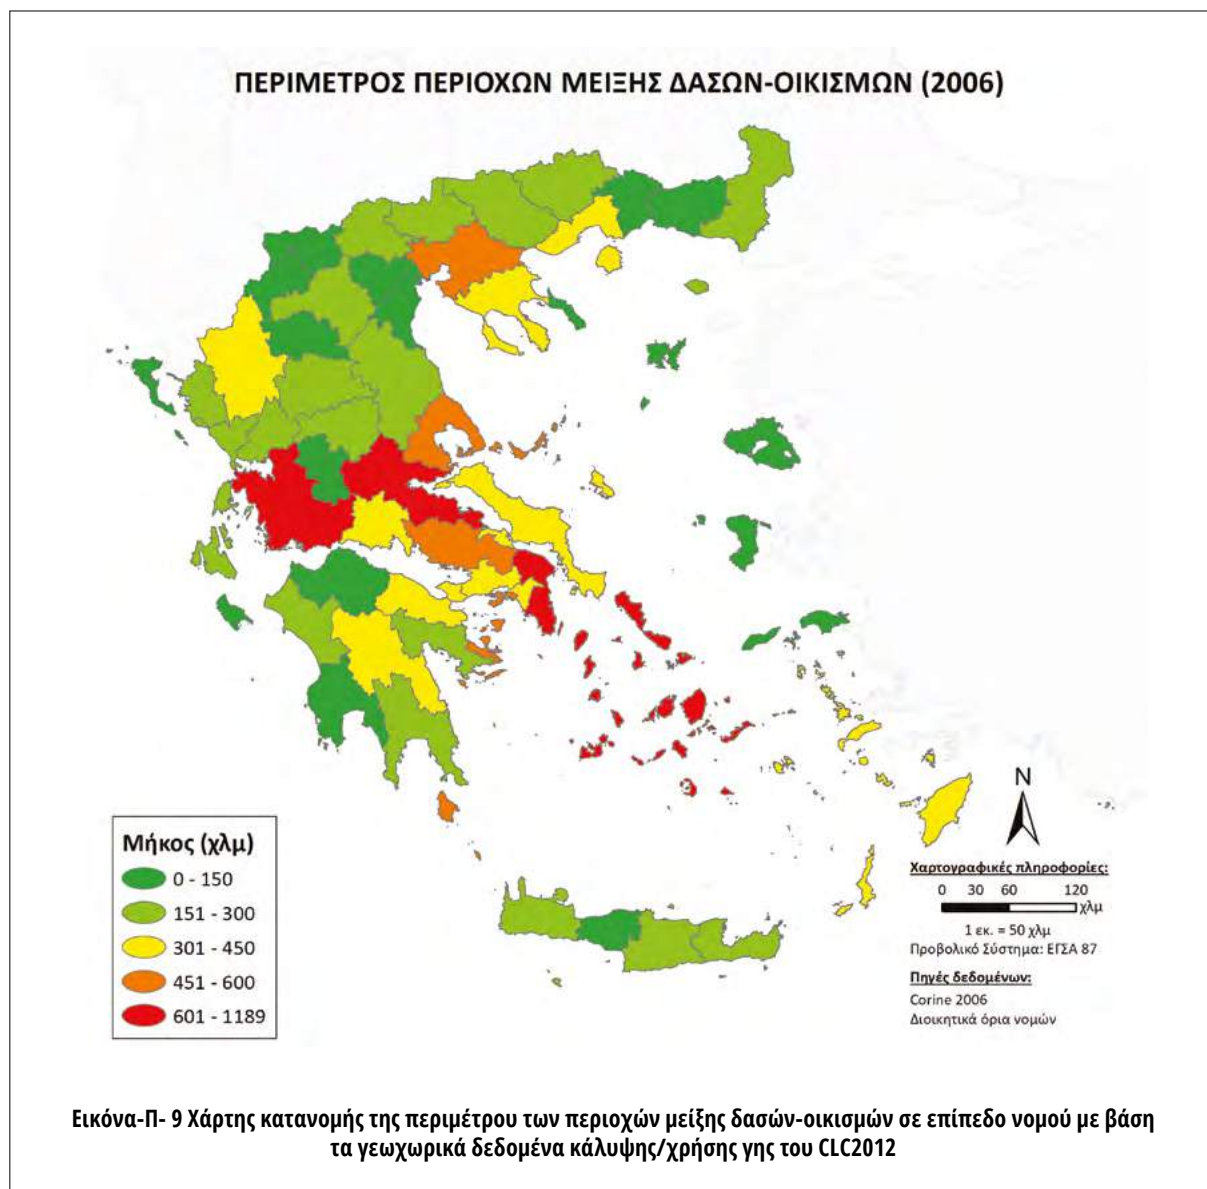 ΠΕΡΙΜΕΤΡΟΣ ΠΕΡΙΟΧΩΝ ΜΕΙΞΗΣ ΔΑΣΩΝ-ΟΙΚΙΣΜΩΝ (2006)
Μήκος (χλμ)
0 - 150
151 - 300
301 - 450
451 - 600
601 - 1189
N
Χαρτογραφικές πληροφορίες:
0 30 60 120
χλμ
1 εκ. = 50 χλμ
Προβολικό Σύστημα: ΕΓΣΑ 87
Πηγές δεδομένων:
Corine 2006
Διοικητικά όρια νομών
Εικόνα-Π- 9 Χάρτης κατανομής της περιμέτρου των περιοχών μείξης δασών-οικισμών σε επίπεδο νομού με βάση
τα γεωχωρικά δεδομένα κάλυψης/χρήσης γης του CLC2012